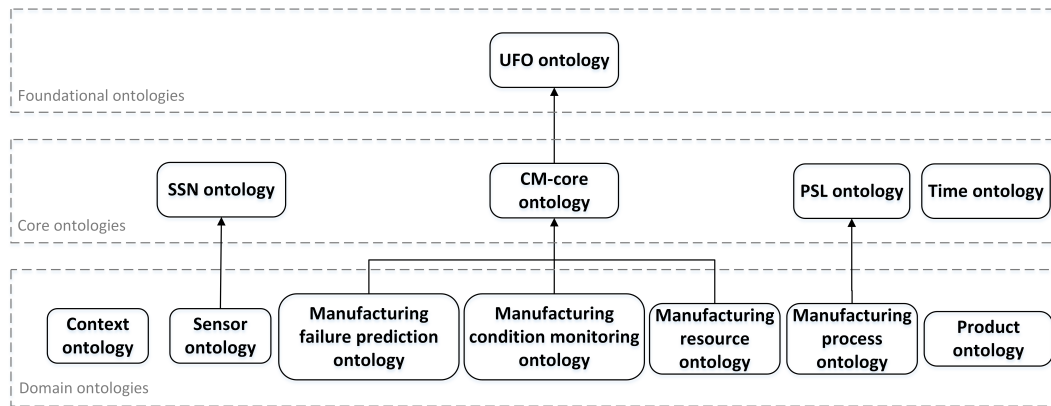 UFO ontology
Foundational ontologies
SSN ontology
CM-core
ontology
PSL ontology
Time ontology
Core ontologies
Context
ontology
Sensor
ontology
Manufacturing
failure prediction
ontology
Manufacturing
condition monitoring
ontology
Manufacturing
resource
ontology
Manufacturing
process
ontology
Product
ontology
Domain ontologies